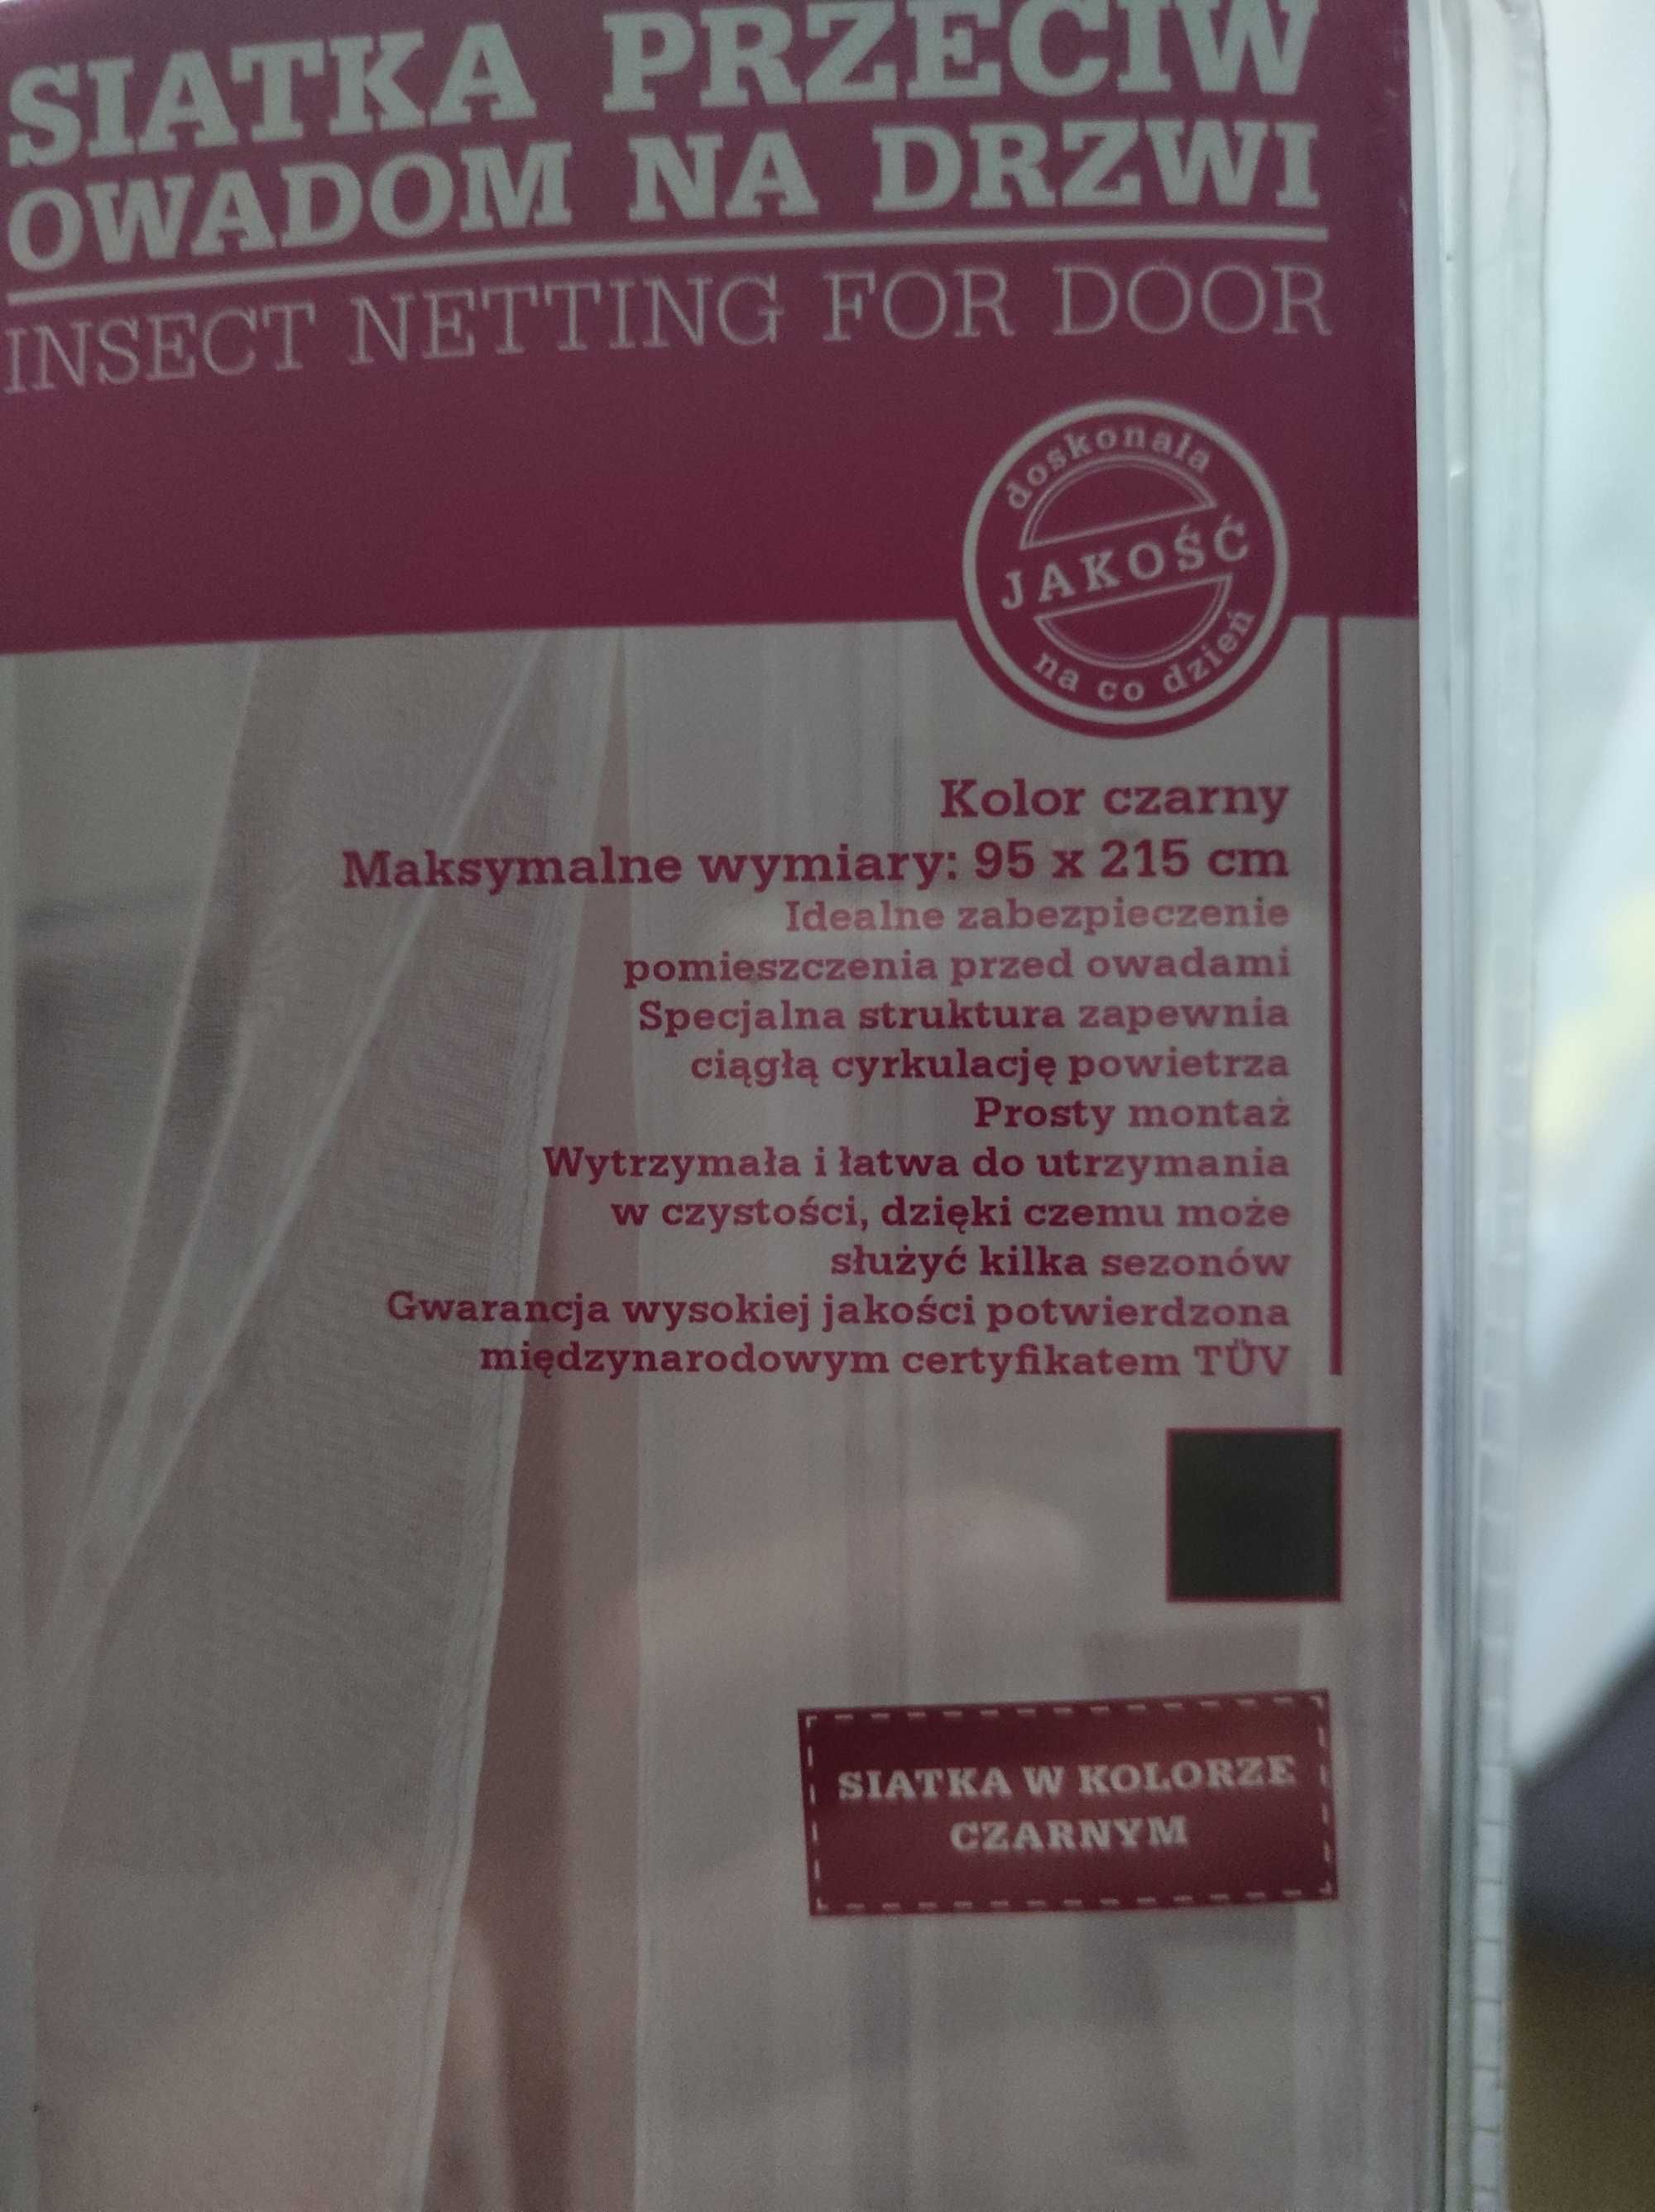 SIATKA PRZECIW
OWADOM NA DRZWI
INSECT NETTING FOR DOOR
doskonała
JAKOŚĆ
na co dzień
Kolor czarny
Maksymalne wymiary: 95 x 215 cm
Idealne zabezpieczenie
pomieszczenia przed owadami
Specjalna struktura zapewnia
ciągłą cyrkulację powietrza
Prosty montaż
Wytrzymała i łatwa do utrzymania
w czystości, dzięki czemu może
służyć kilka sezonów
Gwarancja wysokiej jakości potwierdzona
międzynarodowym certyfikatem TÜV
SIATKA W KOLORZE
CZARNYM